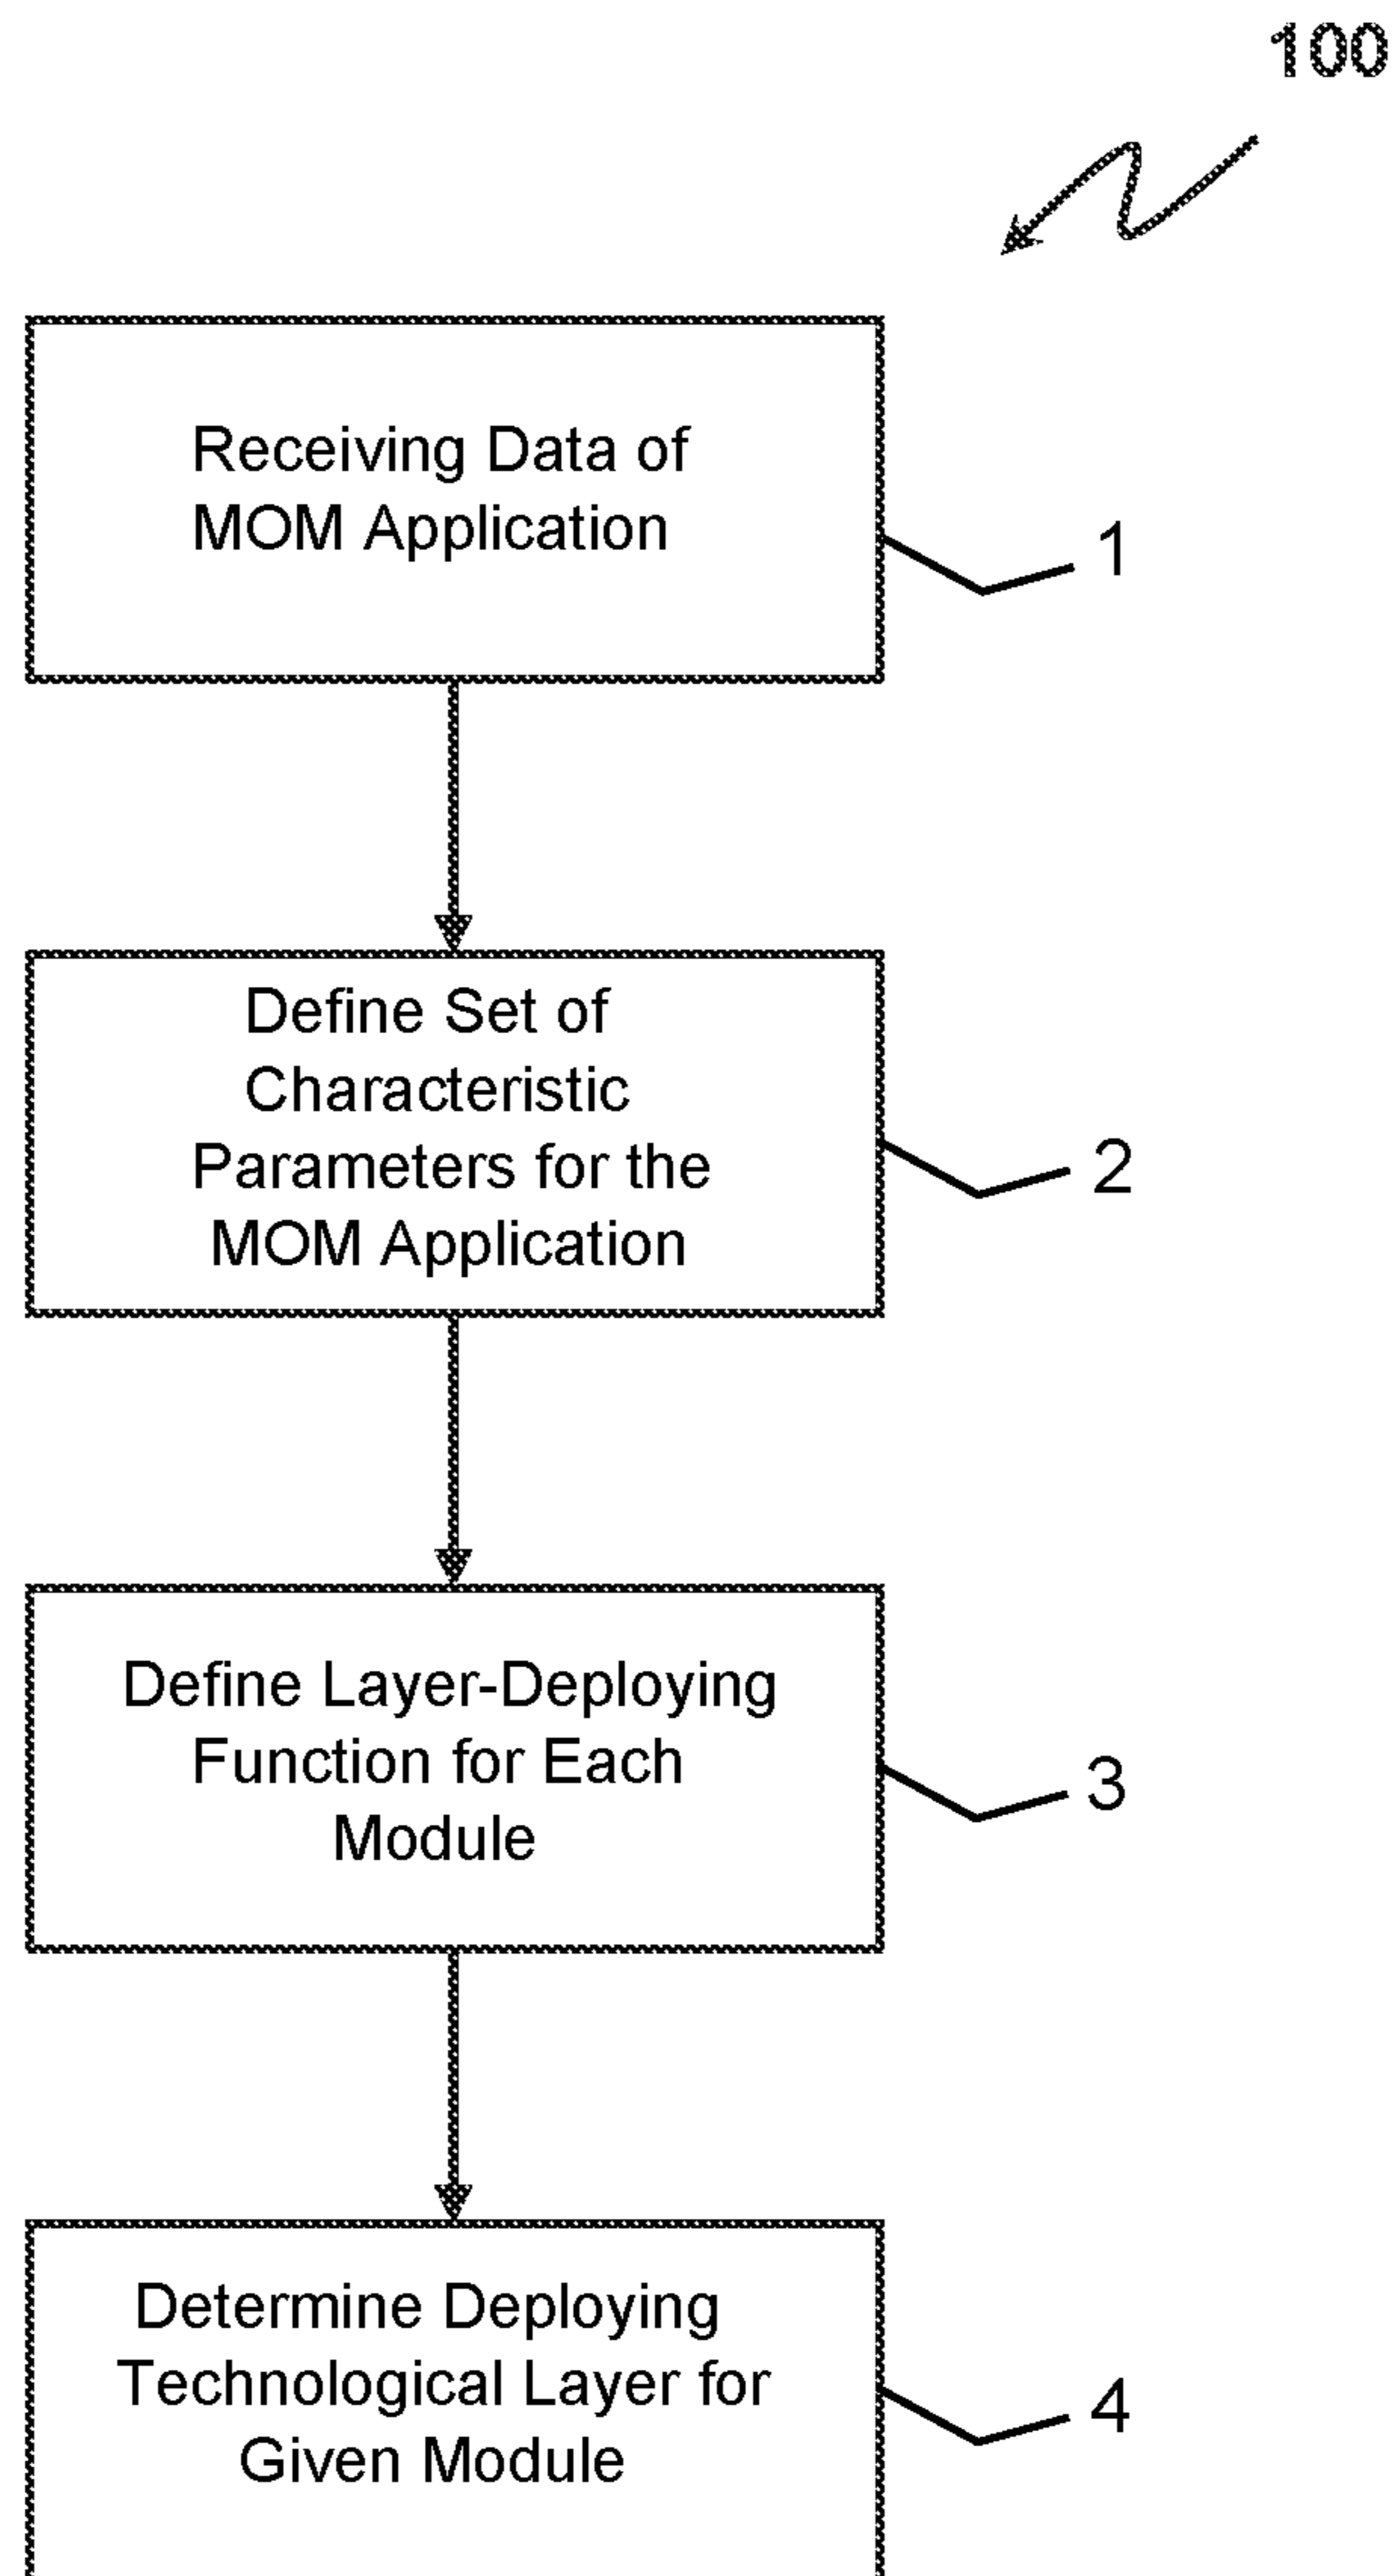 100
Receiving Data of
MOM Application
1
Define Set of
Characteristic
Parameters for the
MOM Application
2
Define Layer-Deploying
Function for Each
Module
3
Determine Deploying
Technological Layer for
Given Module
4